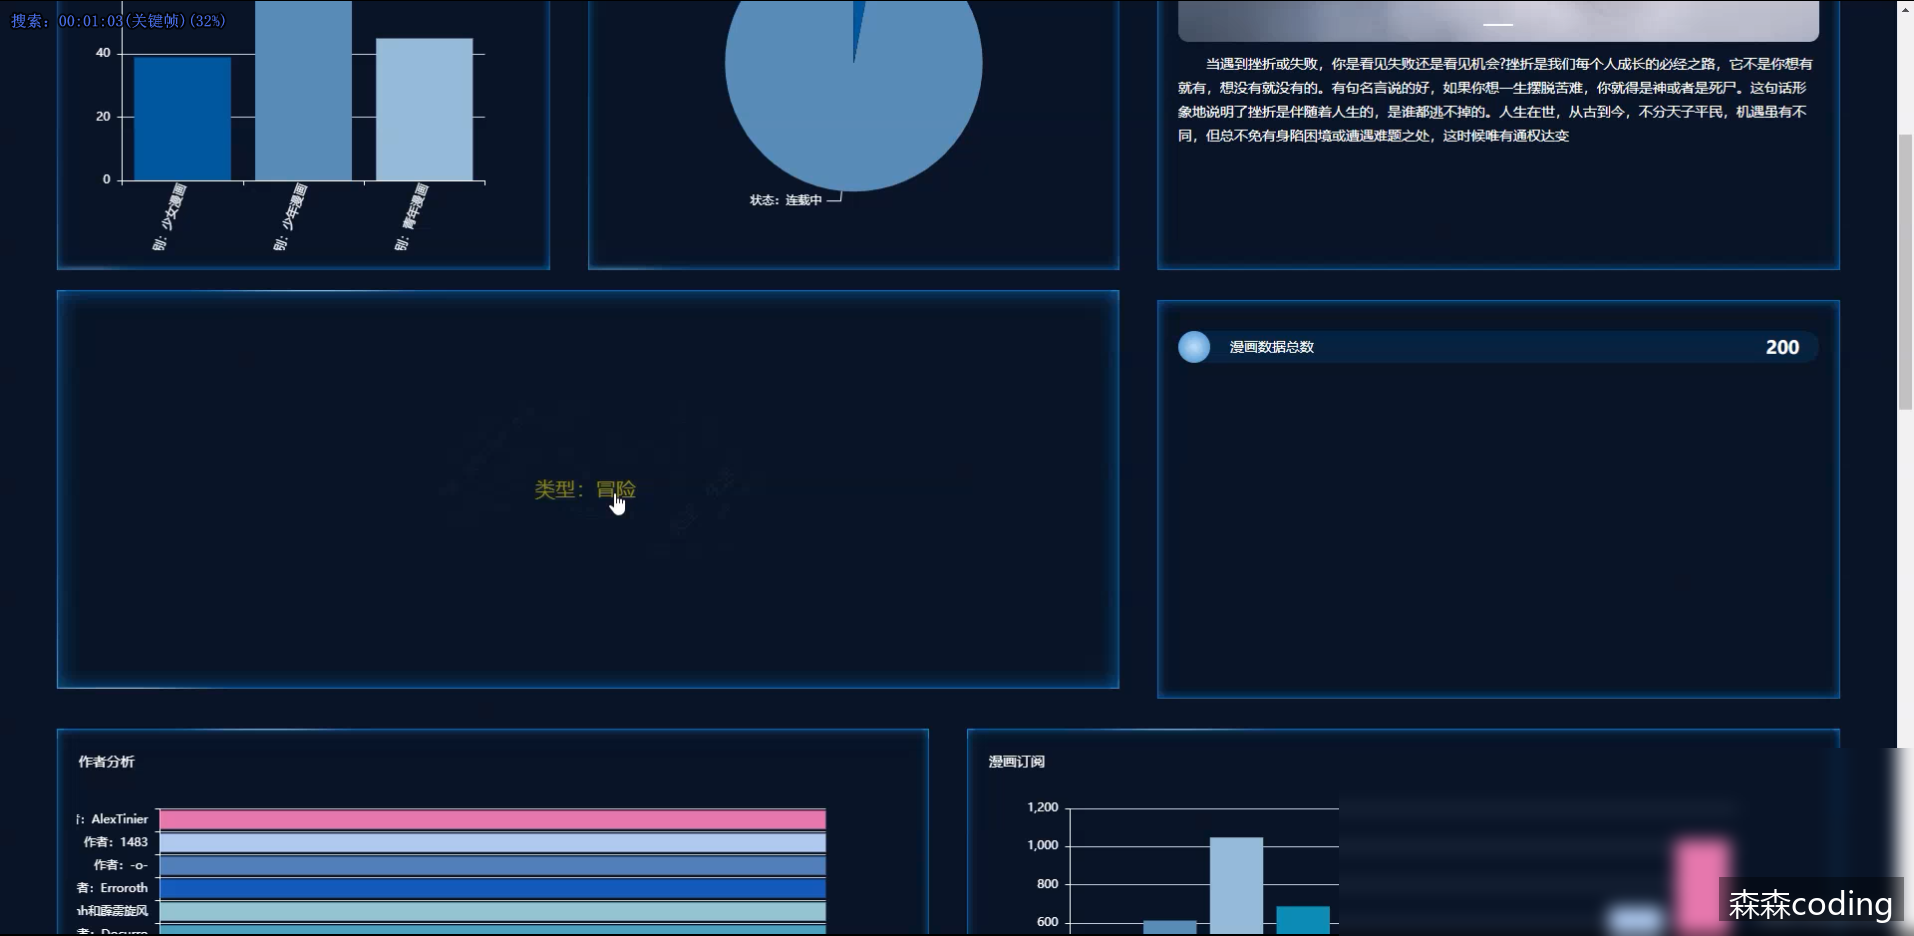 搜索：00:01:03(关键帧)(32%)
40
20
0
别：少女漫画
别：少年漫画
别：青年漫画
状态：连载中
当遇到挫折或失败，你是看见失败还是看见机会?挫折是我们每个人成长的必经之路，它不是你想有
就有，想没有就没有的。有句名言说的好，如果你想一生摆脱苦难，你就得是神或者是死尸。这句话形
象地说明了挫折是伴随着人生的，是谁都逃不掉的。人生在世，从古到今，不分天子平民，机遇虽有不
同，但总不免有身陷困境或遭遇难题之处，这时候唯有通权达变
类型：冒险
漫画数据总数
200
作者分析
：AlexTinier
作者：1483
作者：-o-
者：Erroroth
h和霹雳旋风
漫画订阅
1,200
1,000
800
600
森森coding